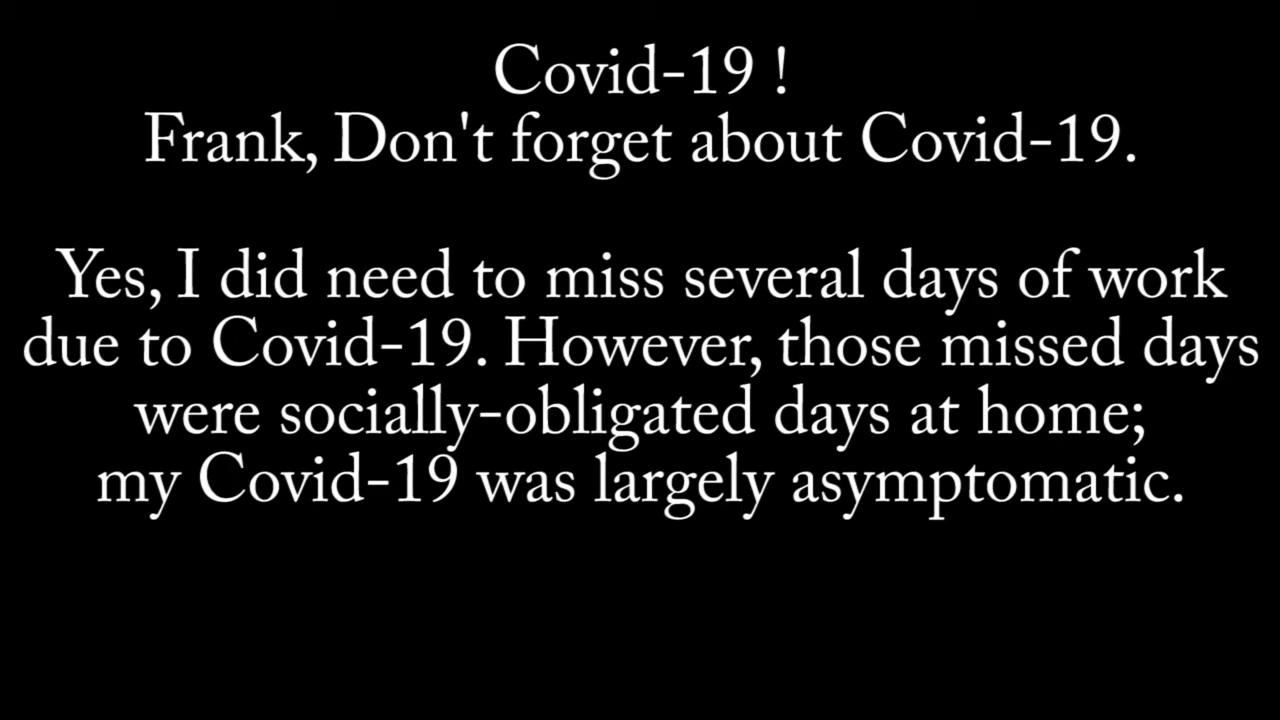 Covid-19 !
Frank, Don't forget about Covid-19.
Yes, I did need to miss several days of work
due to Covid-19. However, those missed days
were socially-obligated days at home;
my Covid-19 was largely asymptomatic.